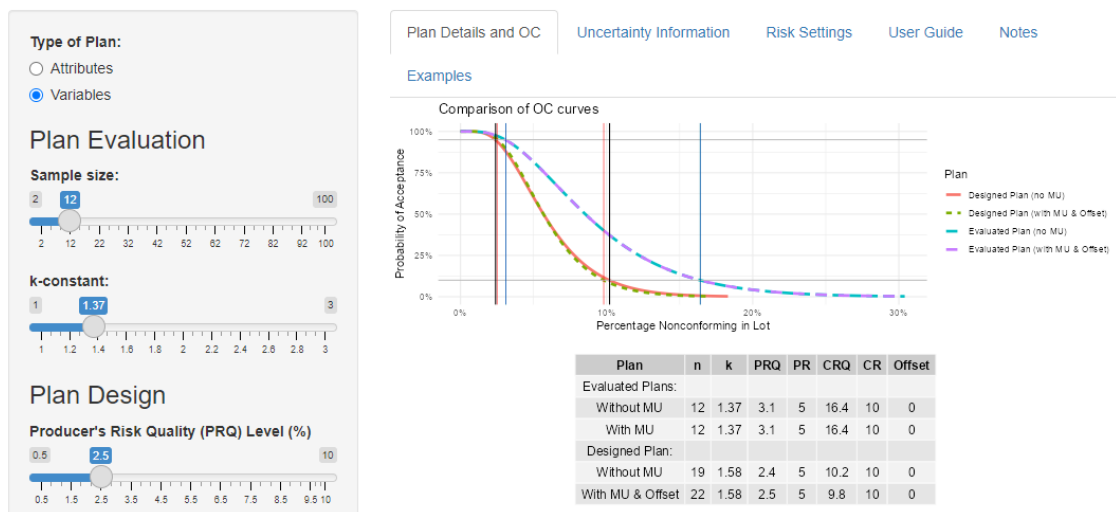 Type of Plan:
Attributes
Variables
Plan Evaluation
Sample size:
2 12 100
2 12 22 32 42 52 62 72 82 92 100
k-constant:
1 1.37 3
1 1.2 1.4 1.6 1.8 2 2.2 2.4 2.6 2.8 3
Plan Design
Producer's Risk Quality (PRQ) Level (%)
0.5 2.5 10
0.5 1.5 2.5 3.5 4.5 5.5 6.5 7.5 8.5 9.5 10
Plan Details and OC Uncertainty Information Risk Settings User Guide Notes
Examples
Comparison of OC curves
Probability of Acceptance
100%
75%
50%
25%
0%
0% 10% 20% 30%
Percentage Nonconforming in Lot
Plan
Designed Plan (no MU)
Designed Plan (with MU & Offset)
Evaluated Plan (no MU)
Evaluated Plan (with MU & Offset)
Plan n k PRQ PR CRQ CR Offset
Evaluated Plans:
Without MU 12 1.37 3.1 5 16.4 10 0
With MU 12 1.37 3.1 5 16.4 10 0
Designed Plan:
Without MU 19 1.58 2.4 5 10.2 10 0
With MU & Offset 22 1.58 2.5 5 9.8 10 0